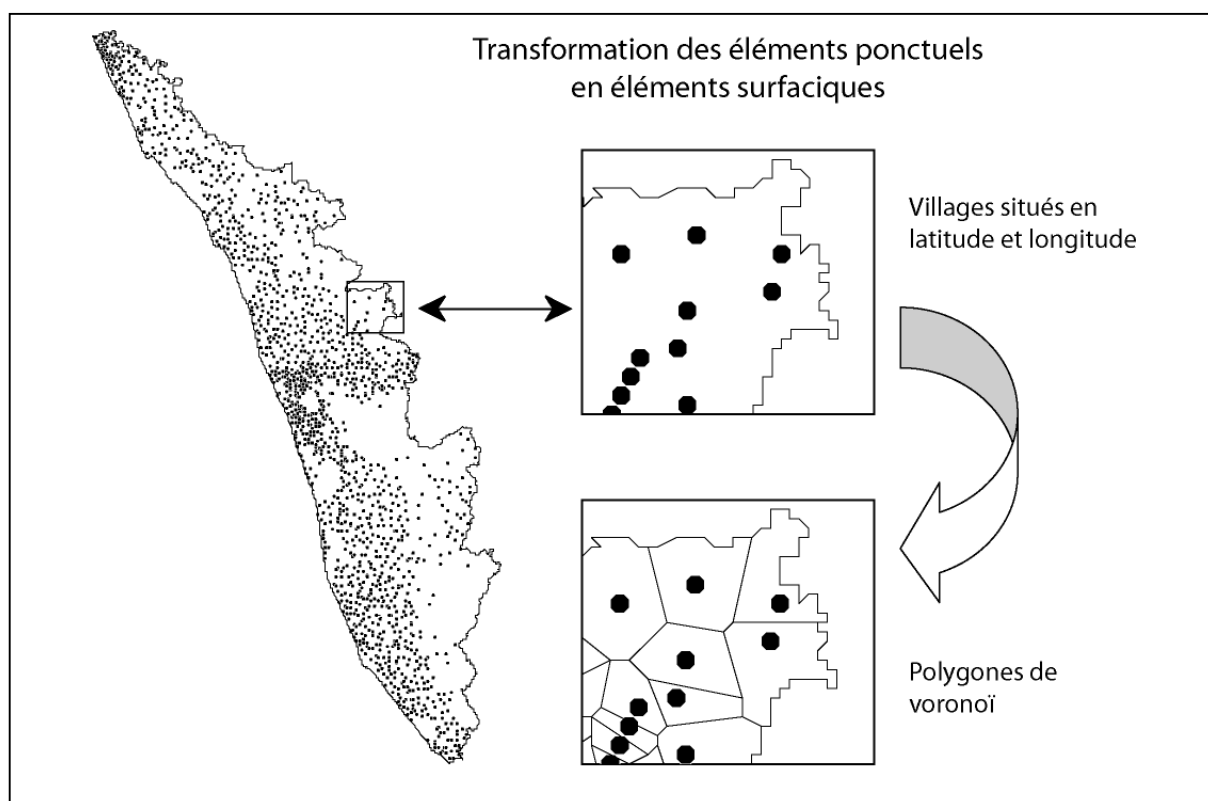 Transformation des éléments ponctuels
en éléments surfaciques
Villages situés en
latitude et longitude
Polygones de
voronoï